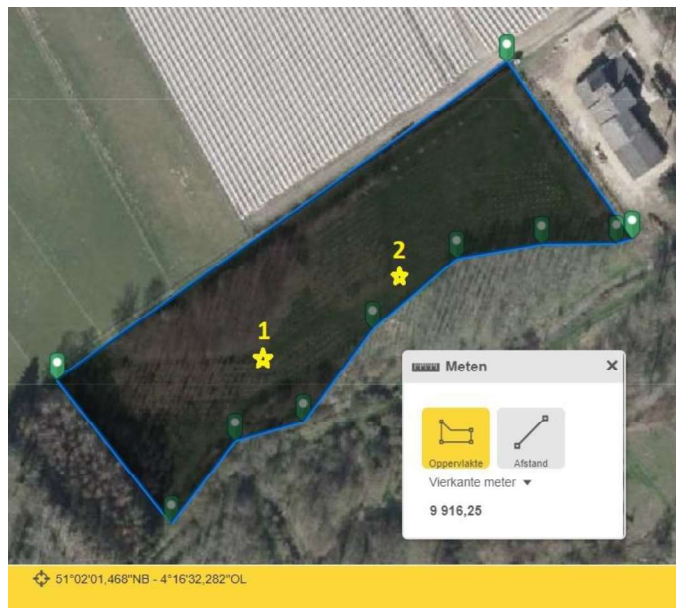 2
1
Meten
Oppervlakte Afstand
Vierkante meter
9 916,25
51°02'01,468"NB - 4°16'32,282"OL